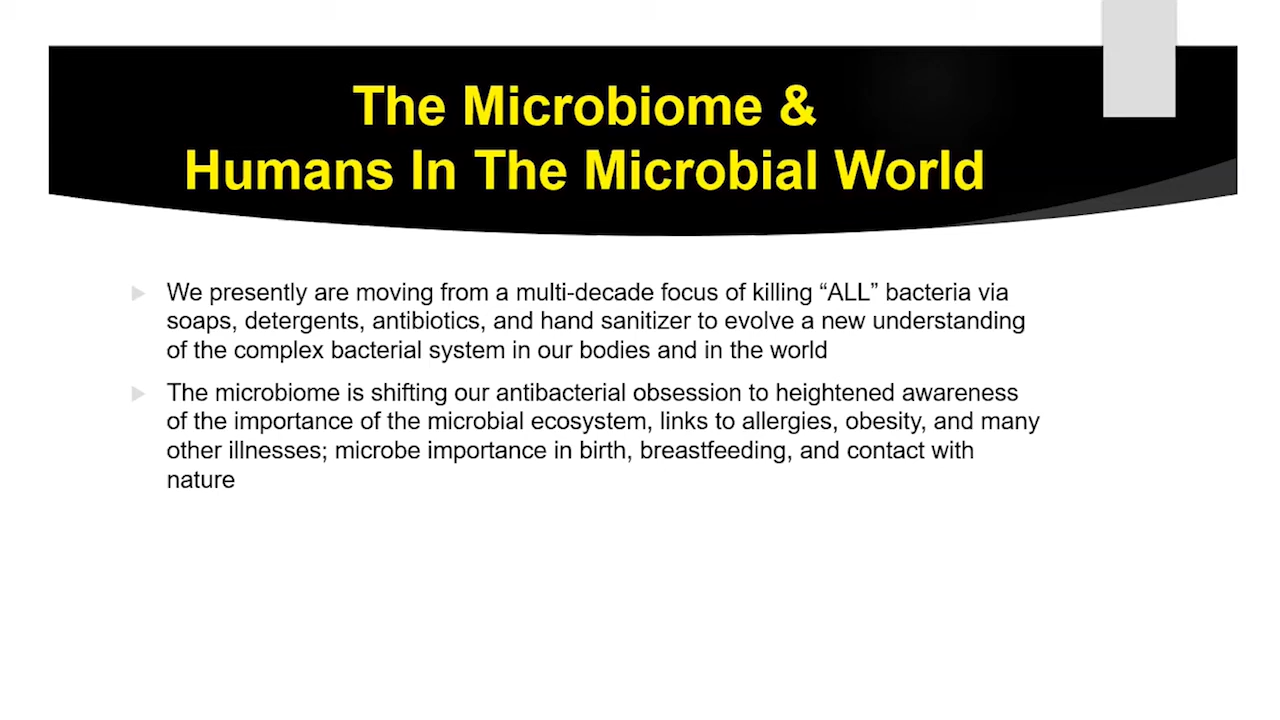 The Microbiome &
Humans In The Microbial World
We presently are moving from a multi-decade focus of killing “ALL” bacteria via
soaps, detergents, antibiotics, and hand sanitizer to evolve a new understanding
of the complex bacterial system in our bodies and in the world
The microbiome is shifting our antibacterial obsession to heightened awareness
of the importance of the microbial ecosystem, links to allergies, obesity, and many
other illnesses; microbe importance in birth, breastfeeding, and contact with
nature